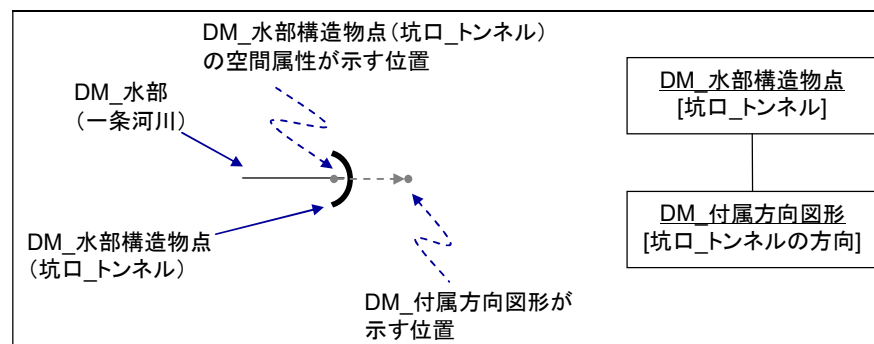 DM_水部構造物点(坑口_トンネル)
の空間属性が示す位置
DM_水部
(一条河川)
DM_水部構造物点
(坑口_トンネル)
DM_付属方向図形が
示す位置
DM_水部構造物点
[坑口_トンネル]
DM_付属方向図形
[坑口_トンネルの方向]